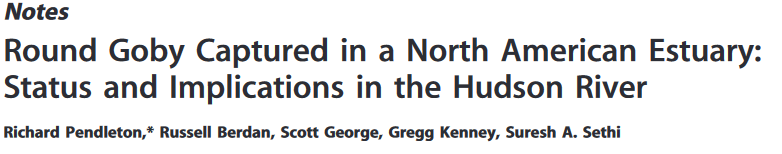 Notes
Round Goby Captured in a North American Estuary:
Status and Implications in the Hudson River
Richard Pendleton,* Russell Berdan, Scott George, Gregg Kenney, Suresh A. Sethi